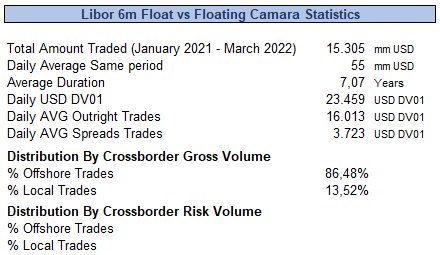 Libor 6m Float vs Floating Camara Statistics
Total Amount Traded (January 2021 - March 2022) 15.305 mm USD
Daily Average Same period 55 mm USD
Average Duration 7,07 Years
Daily USD DV01 23.459 USD DV01
Daily AVG Outright Trades 16.013 USD DV01
Daily AVG Spreads Trades 3.723 USD DV01
Distribution By Crossborder Gross Volume
% Offshore Trades 86,48%
% Local Trades 13,52%
Distribution By Crossborder Risk Volume
% Offshore Trades
% Local Trades